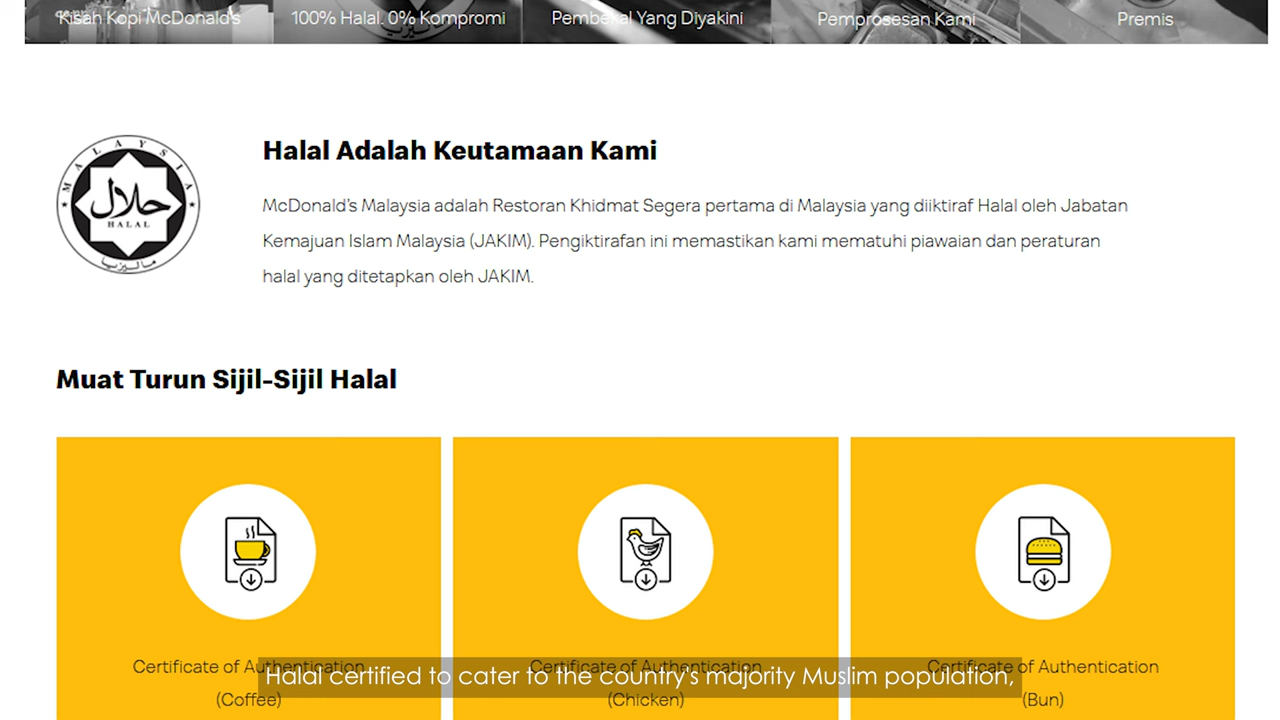 Kisah Kopi McDonald's
100% Halal. 0% Kompromi
Pembekal Yang Diyakini
Pemprosesan Kami
Premis
MALAYSIA
حلال
HALAL
ماليزيا
Halal Adalah Keutamaan Kami
McDonald's Malaysia adalah Restoran Khidmat Segera pertama di Malaysia yang diiktiraf Halal oleh Jabatan
Kemajuan Islam Malaysia (JAKIM). Pengiktirafan ini memastikan kami mematuhi piawaian dan peraturan
halal yang ditetapkan oleh JAKIM.
Muat Turun Sijil-Sijil Halal
Certificate of Authentication
(Coffee)
Certificate of Authentication
(Chicken)
Certificate of Authentication
(Bun)
Halal certified to cater to the country's majority Muslim population,